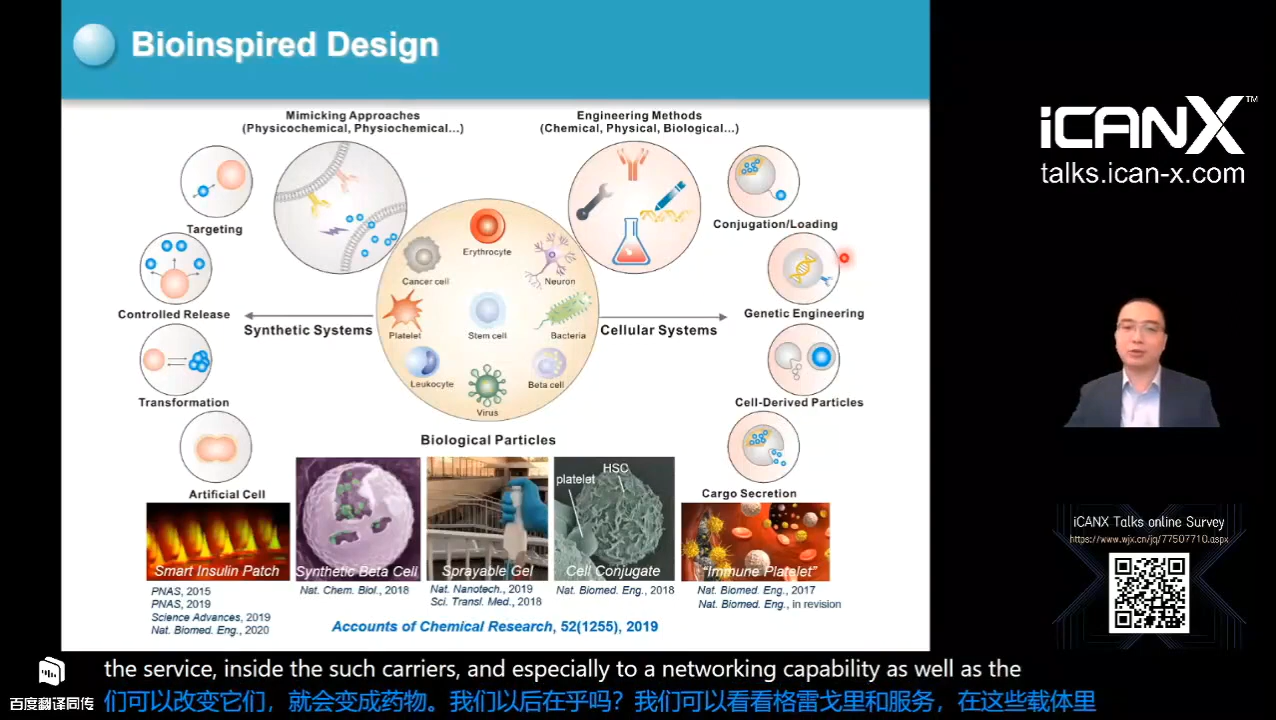 Bioinspired Design
Mimicking Approaches
(Physicochemical, Physiochemical...)
Engineering Methods
(Chemical, Physical, Biological...)
Targeting
Controlled Release
Transformation
Artificial Cell
Synthetic Systems
Erythrocyte
Cancer cell
Neuron
Platelet
Stem cell
Bacteria
Leukocyte
Beta cell
Virus
Biological Particles
Cellular Systems
Conjugation/Loading
Genetic Engineering
Cell-Derived Particles
Cargo Secretion
Smart Insulin Patch
PNAS, 2015
PNAS, 2019
Science Advances, 2019
Nat. Biomed. Eng., 2020
Synthetic Beta Cell
Nat. Chem. Biol., 2018
Sprayable Gel
Nat. Nanotech., 2019
Sci. Transl. Med., 2018
platelet
HSC
Cell Conjugate
Nat. Biomed. Eng., 2018
"Immune Platelet"
Nat. Biomed. Eng., 2017
Nat. Biomed. Eng., in revision
Accounts of Chemical Research, 52(1255), 2019
iCANX™
talks.ican-x.com
iCANX Talks online Survey
https://www.wjx.cn/jq/77507710.aspx
百度翻译同传
the service, inside the such carriers, and especially to a networking capability as well as the
们可以改变它们，就会变成药物。我们以后在乎吗？我们可以看看格雷戈里和服务，在这些载体里